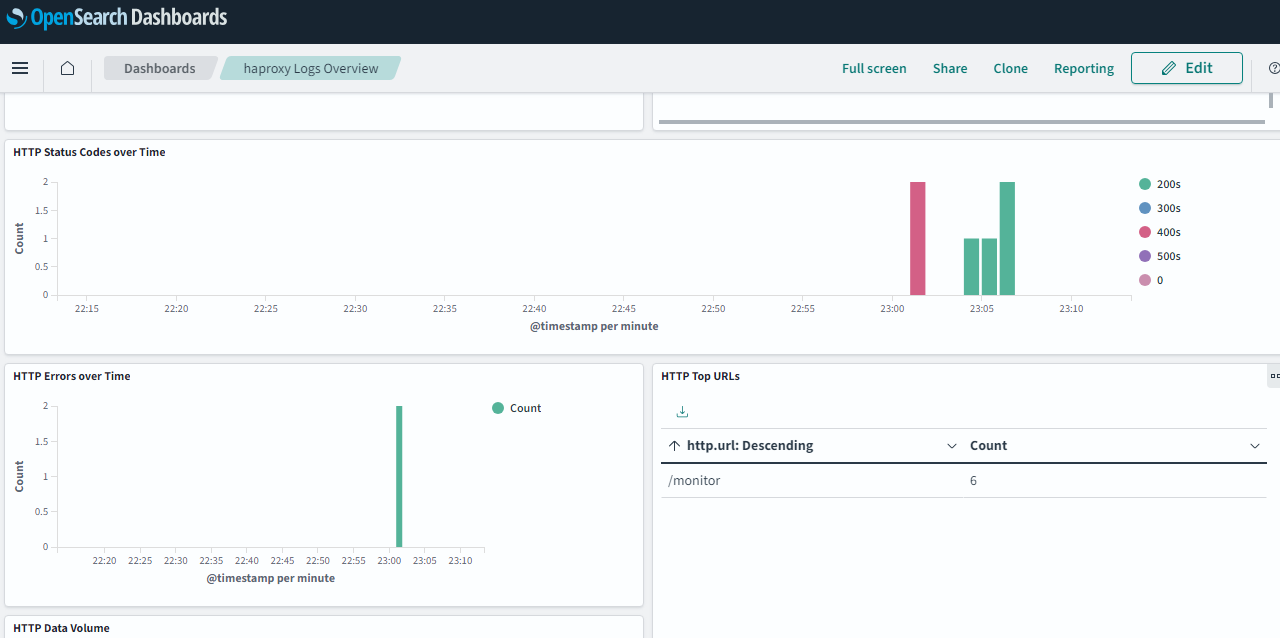 OpenSearch Dashboards
Dashboards
haproxy Logs Overview
Full screen
Share
Clone
Reporting
Edit
HTTP Status Codes over Time
Count
2
1.5
1
0.5
0
22:15 22:20 22:25 22:30 22:35 22:40 22:45 22:50 22:55 23:00 23:05 23:10
@timestamp per minute
200s
300s
400s
500s
0
HTTP Errors over Time
Count
2
1.5
1
0.5
0
22:20 22:25 22:30 22:35 22:40 22:45 22:50 22:55 23:00 23:05 23:10
@timestamp per minute
Count
HTTP Top URLs
http.url: Descending Count
/monitor 6
HTTP Data Volume